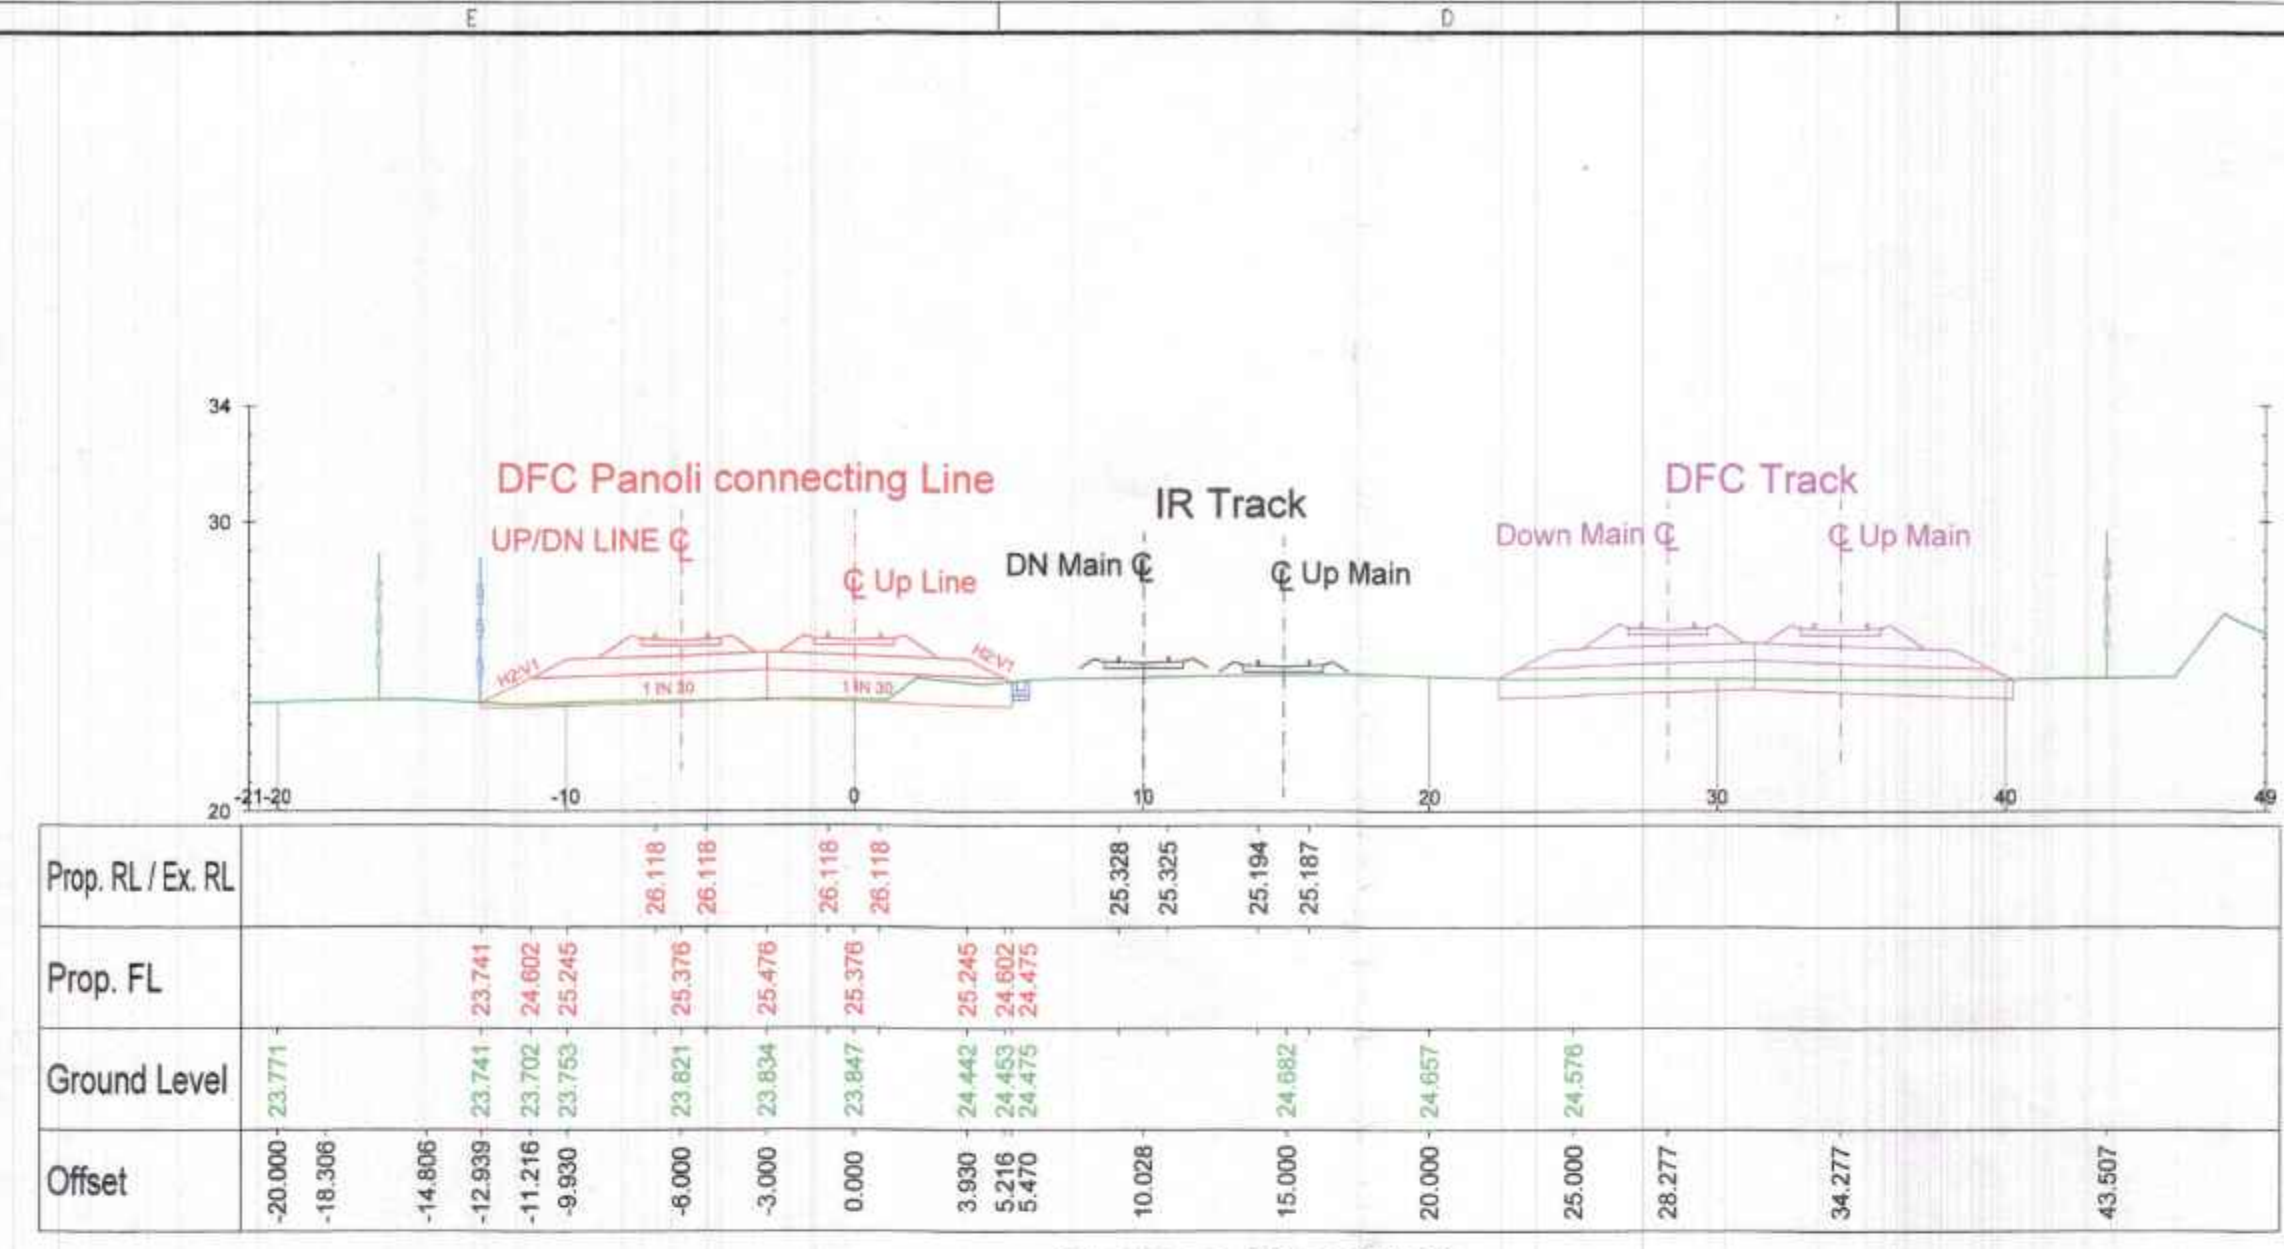 E D
34
30
20
DFC Panoli connecting Line
UP/DN LINE ℄
℄ Up Line
IR Track
DN Main ℄
℄ Up Main
DFC Track
Down Main ℄
℄ Up Main
H2:V1
H2:V1
1 IN 30
1 IN 30
-21 -20 -10 0 10 20 30 40 49
Prop. RL / Ex. RL 26.118 26.118 26.118 26.118 25.328 25.325 25.194 25.187
Prop. FL 23.741 24.602 25.245 25.376 25.476 25.376 25.245 24.602 24.475
Ground Level 23.771 23.741 23.702 23.753 23.821 23.834 23.847 24.442 24.453 24.475 24.682 24.657 24.576
Offset -20.000 -18.306 -14.806 -12.939 -11.216 -9.930 -6.000 -3.000 0.000 3.930 5.216 5.470 10.028 15.000 20.000 25.000 28.277 34.277 43.507